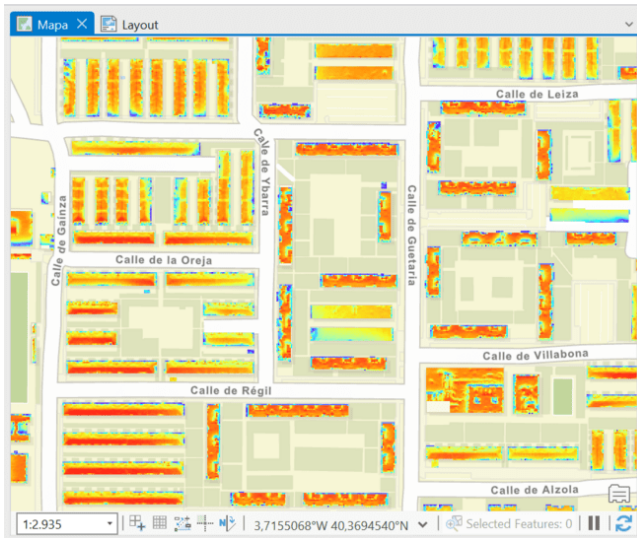 Mapa
Layout
Calle de Leiza
Calle de Ybarra
Calle de Gainza
Calle de Guetaria
Calle de la Oreja
Calle de Villabona
Calle de Régil
Calle de Alzola
1:2.935
3,7155068°W 40,3694540°N
Selected Features: 0